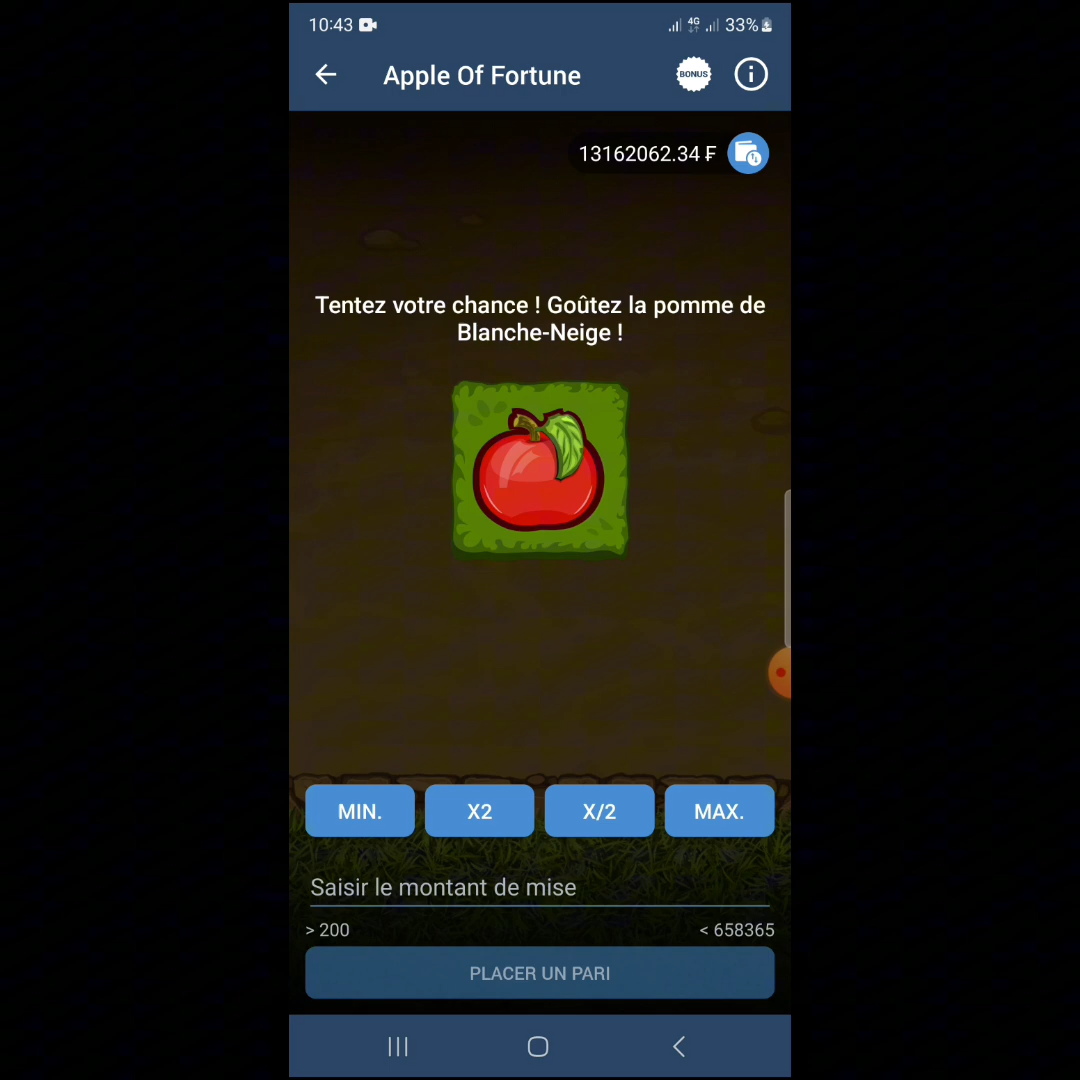 10:43 4G 33%
Apple Of Fortune BONUS
13162062.34 ₣
Tentez votre chance ! Goûtez la pomme de
Blanche-Neige !
MIN. X2 X/2 MAX.
Saisir le montant de mise
> 200 < 658365
PLACER UN PARI